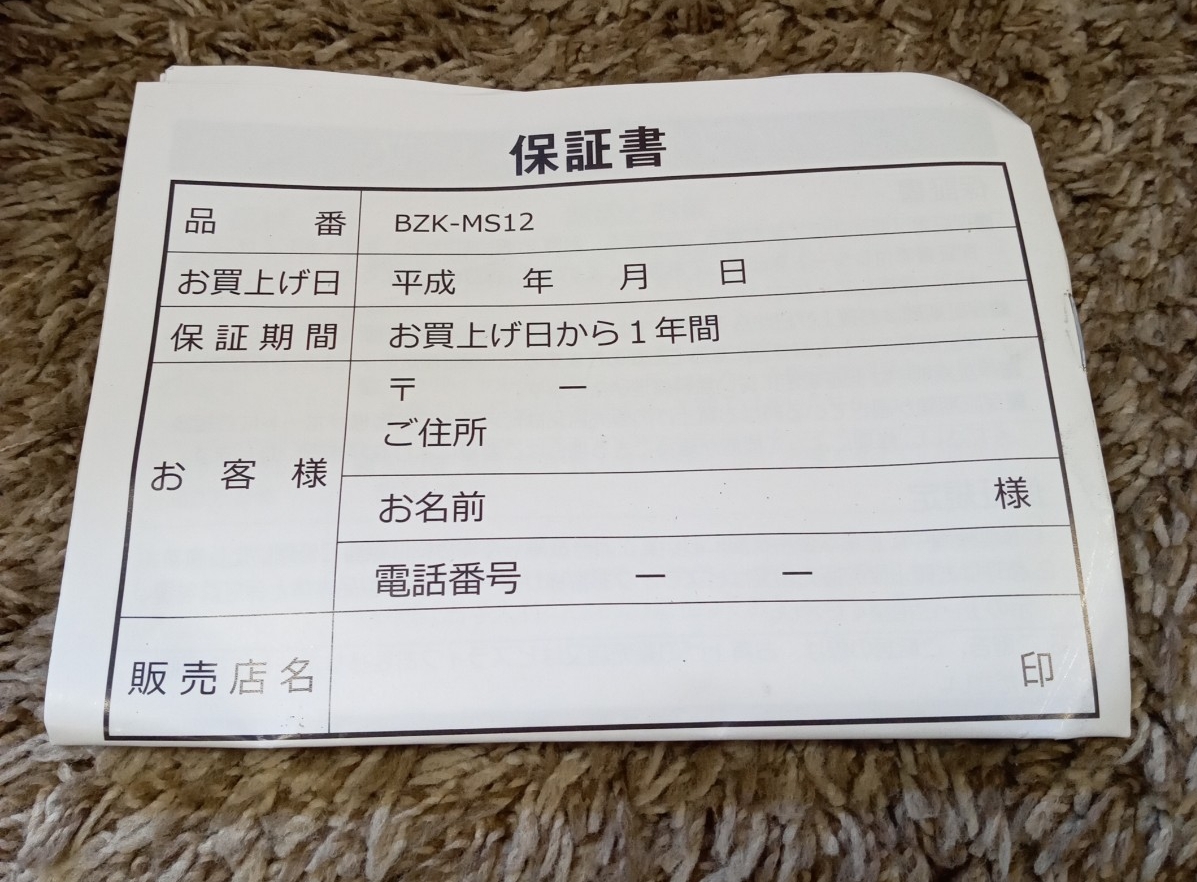 保証書
品番 BZK-MS12
お買上げ日 平成 年 月 日
保証期間 お買上げ日から1年間
お客様
〒 ー
ご住所
お名前 様
電話番号 ー ー
販売店名 印